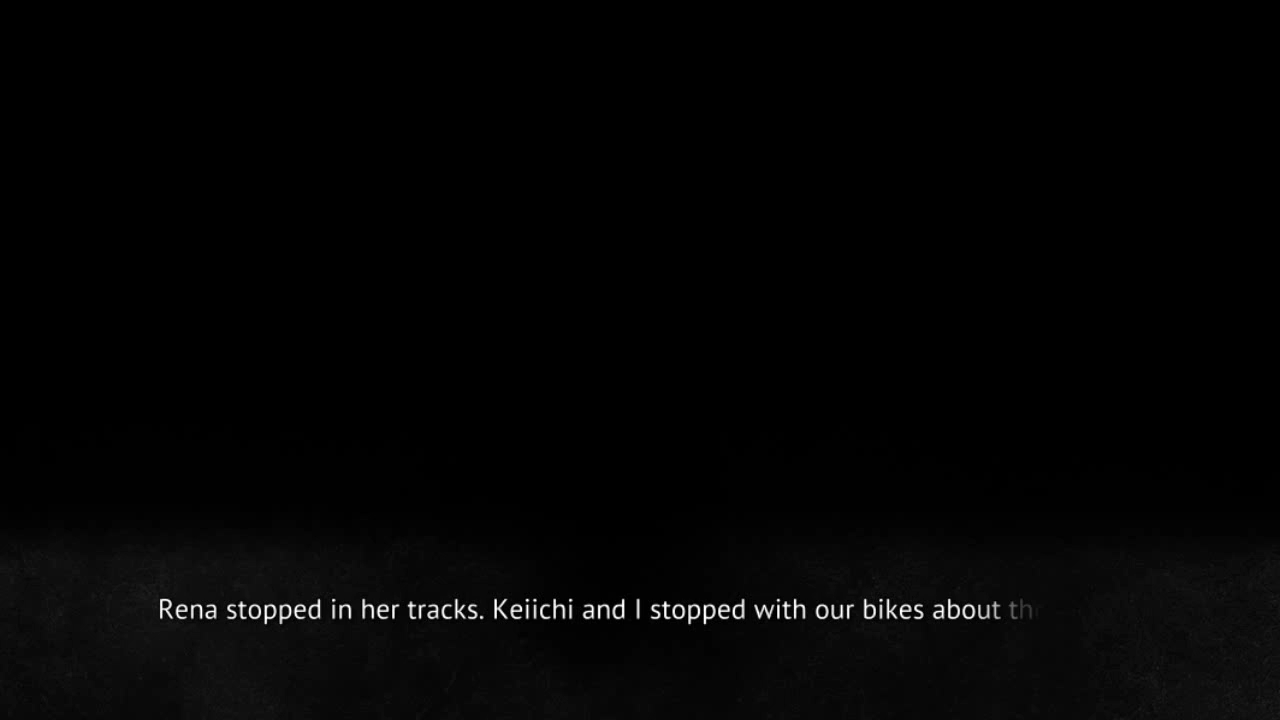 Rena stopped in her tracks. Keiichi and I stopped with our bikes about